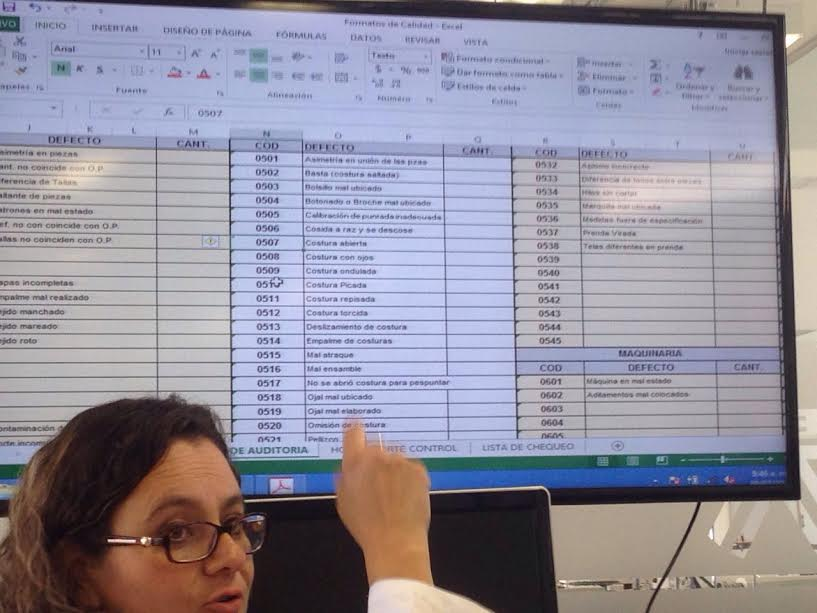 Formatos de Calidad - Excel
INICIO INSERTAR DISEÑO DE PÁGINA FÓRMULAS DATOS REVISAR VISTA
Arial 11 Texto
N K S
Formato condicional
Dar formato como tabla
Estilos de celda
Insertar
Eliminar
Formato
Ordenar y filtrar
Buscar y seleccionar
Fuente Alineación Número Estilos Celdas
fx 0507
J K L M N O P Q R S T U
DEFECTO CANT. COD DEFECTO CANT. COD DEFECTO CANT.
simetría en piezas 0501 Asimetría en unión de las pzas 0532
ant. no coincide con O.P. 0502 Basta (costura saltada) 0533 Diferencia de tonos entre piezas
iferencia de Tallas 0503 Bolsillo mal ubicado 0534 Hilos sin cortar
altante de piezas 0504 Botonado o Broche mal ubicado 0535 Marquilla mal ubicada
atrones en mal estado 0505 Calibración de puntada inadecuada 0536 Medidas fuera de especificación
ef. no con coincide con O.P. 0506 Cosida a raz y se descose 0537 Prenda Virada
allas no coinciden con O.P. 0507 Costura abierta 0538 Telas diferentes en prenda
0508 Costura con ojos 0539
0509 Costura ondulada 0540
apas incompletas 051 Costura Picada 0541
mpalme mal realizado 0511 Costura repisada 0542
ejido manchado 0512 Costura torcida 0543
ejido mareado 0513 Deslizamiento de costura 0544
ejido roto 0514 Empalme de costuras 0545
0515 Mal atraque MAQUINARIA
0516 Mal ensamble COD DEFECTO CANT.
0517 No se abrió costura para pespuntar 0601 Máquina en mal estado
0518 Ojal mal ubicado 0602 Aditamentos mal colocados
0519 Ojal mal elaborado 0603
ontaminación d 0520 Omisión de costura 0604
orte incom 0521 Pellizco 0605
DE AUDITORIA HO RTE CONTROL LISTA DE CHEQUEO